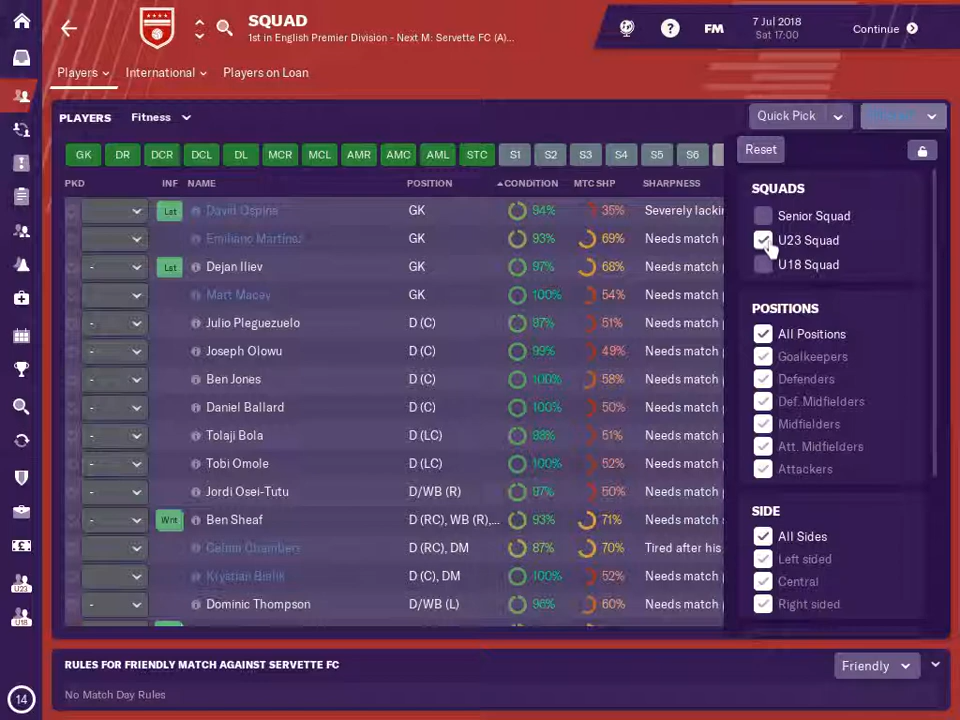 SQUAD
1st in English Premier Division - Next M: Servette FC (A)...
FM
7 Jul 2018
Sat 17:00
Continue
Players
International
Players on Loan
PLAYERS Fitness
Quick Pick
GK DR DCR DCL DL MCR MCL AMR AMC AML STC S1 S2 S3 S4 S5 S6
Reset
PKD INF NAME POSITION CONDITION MTC SHP SHARPNESS
Lst David Ospina GK 94% 35% Severely lacki
Emiliano Martínez GK 93% 69% Needs match
- Lst Dejan Iliev GK 97% 68% Needs match
Matt Macey GK 100% 54% Needs match
- Julio Pleguezuelo D (C) 97% 51% Needs match
- Joseph Olowu D (C) 99% 49% Needs match
- Ben Jones D (C) 100% 58% Needs match
- Daniel Ballard D (C) 100% 50% Needs match
- Tolaji Bola D (LC) 98% 51% Needs match
- Tobi Omole D (LC) 100% 52% Needs match
- Jordi Osei-Tutu D/WB (R) 97% 50% Needs match
- Wnt Ben Sheaf D (RC), WB (R),... 93% 71% Needs match
- Calum Chambers D (RC), DM 87% 70% Tired after his
- Krystian Bielik D (C), DM 100% 52% Needs match
- Dominic Thompson D/WB (L) 96% 60% Needs match
SQUADS
Senior Squad
U23 Squad
U18 Squad
POSITIONS
All Positions
Goalkeepers
Defenders
Def. Midfielders
Midfielders
Att. Midfielders
Attackers
SIDE
All Sides
Left sided
Central
Right sided
U23
U18
14
RULES FOR FRIENDLY MATCH AGAINST SERVETTE FC
Friendly
No Match Day Rules